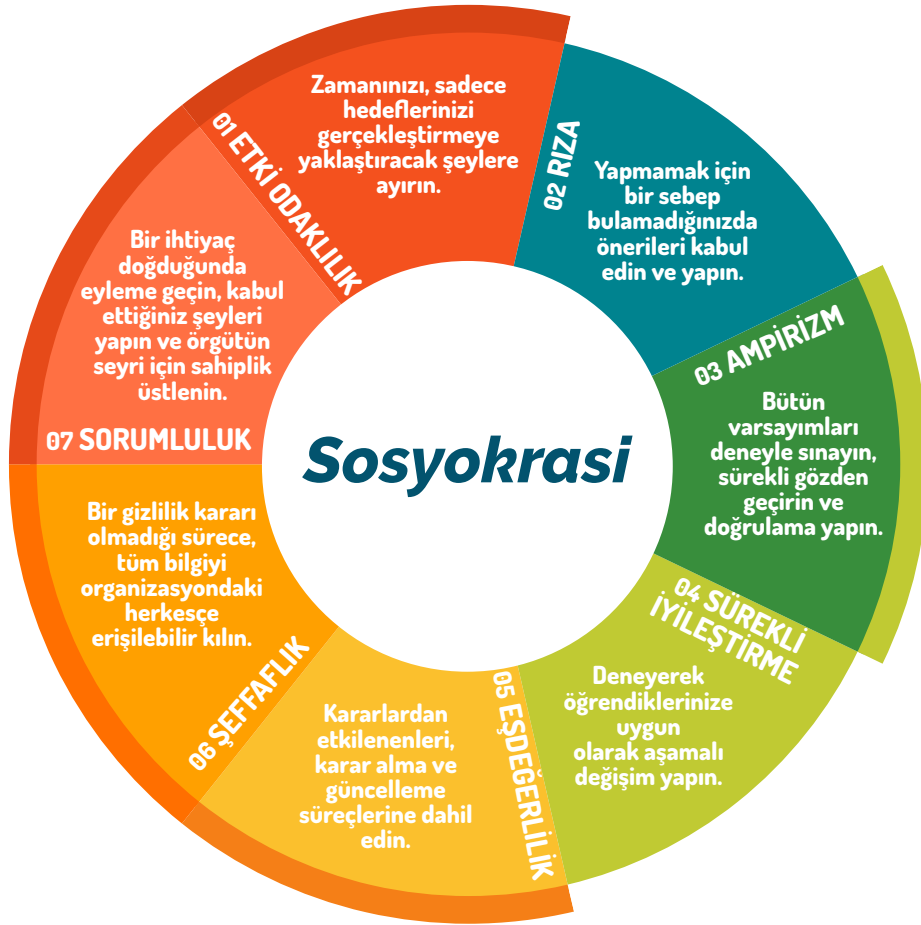 Sosyokrasi
01 ETKİ ODAKLILIK
Zamanınızı, sadece
hedeflerinizi
gerçekleştirmeye
yaklaştıracak şeylere
ayırın.
02 RIZA
Yapmamak için
bir sebep
bulamadığınızda
önerileri kabul
edin ve yapın.
03 AMPİRİZM
Bütün
varsayımları
deneyle sınayın,
sürekli gözden
geçirin ve
doğrulama yapın.
04 SÜREKLİ
İYİLEŞTİRME
Deneyerek
öğrendiklerinize
uygun
olarak aşamalı
değişim yapın.
05 EŞDEĞERLİLİK
Kararlardan
etkilenenleri,
karar alma ve
güncelleme
süreçlerine dahil
edin.
06 ŞEFFAFLIK
Bir gizlilik kararı
olmadığı sürece,
tüm bilgiyi
organizasyondaki
herkesçe
erişilebilir kılın.
07 SORUMLULUK
Bir ihtiyaç
doğduğunda
eyleme geçin, kabul
ettiğiniz şeyleri
yapın ve örgütün
seyri için sahiplik
üstlenin.